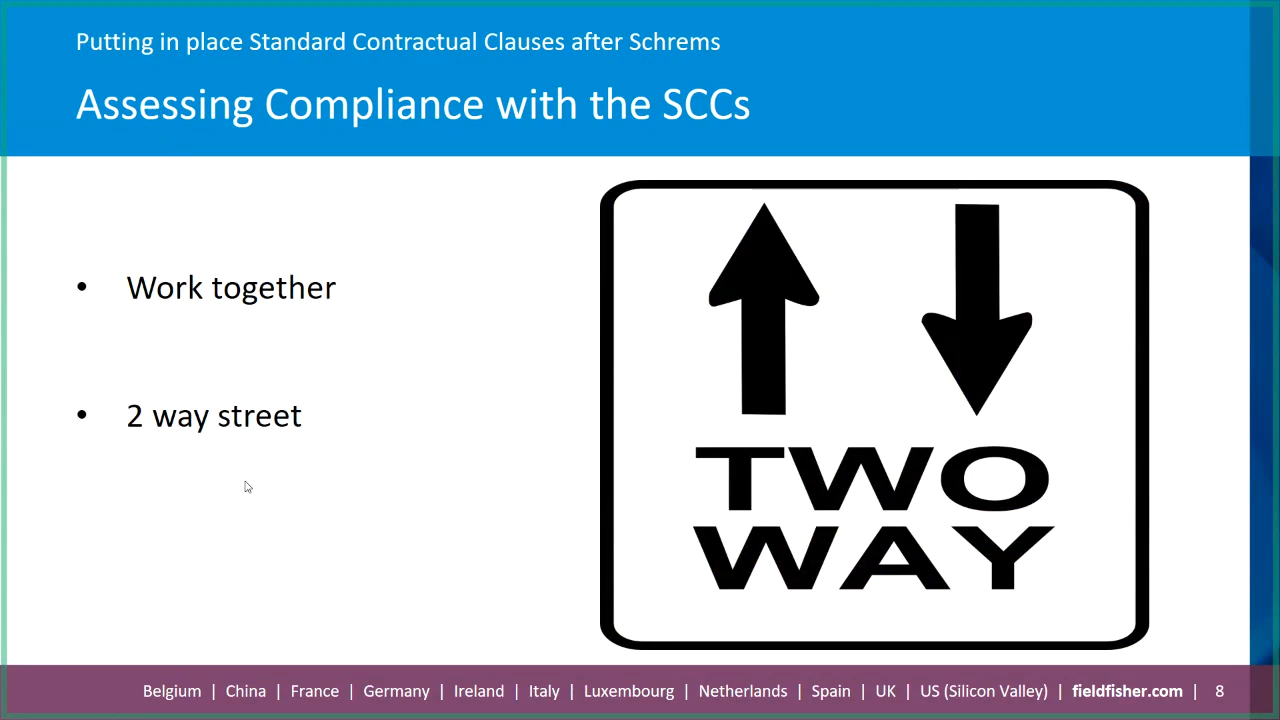 Putting in place Standard Contractual Clauses after Schrems
Assessing Compliance with the SCCs
• Work together
• 2 way street
TWO
WAY
Belgium | China | France | Germany | Ireland | Italy | Luxembourg | Netherlands | Spain | UK | US (Silicon Valley) | fieldfisher.com | 8